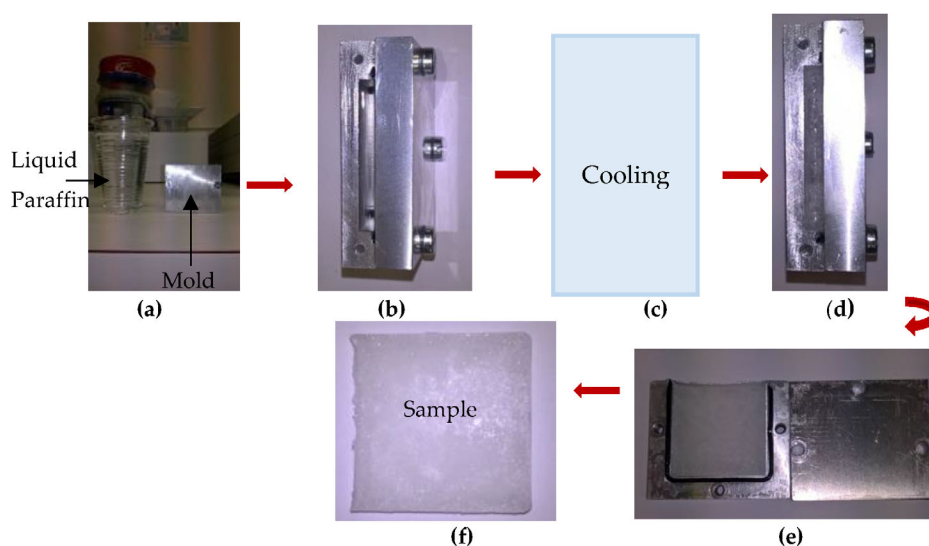 Liquid
Paraffin
Mold
(a)
(b)
Cooling
(c)
(d)
Sample
(f)
(e)